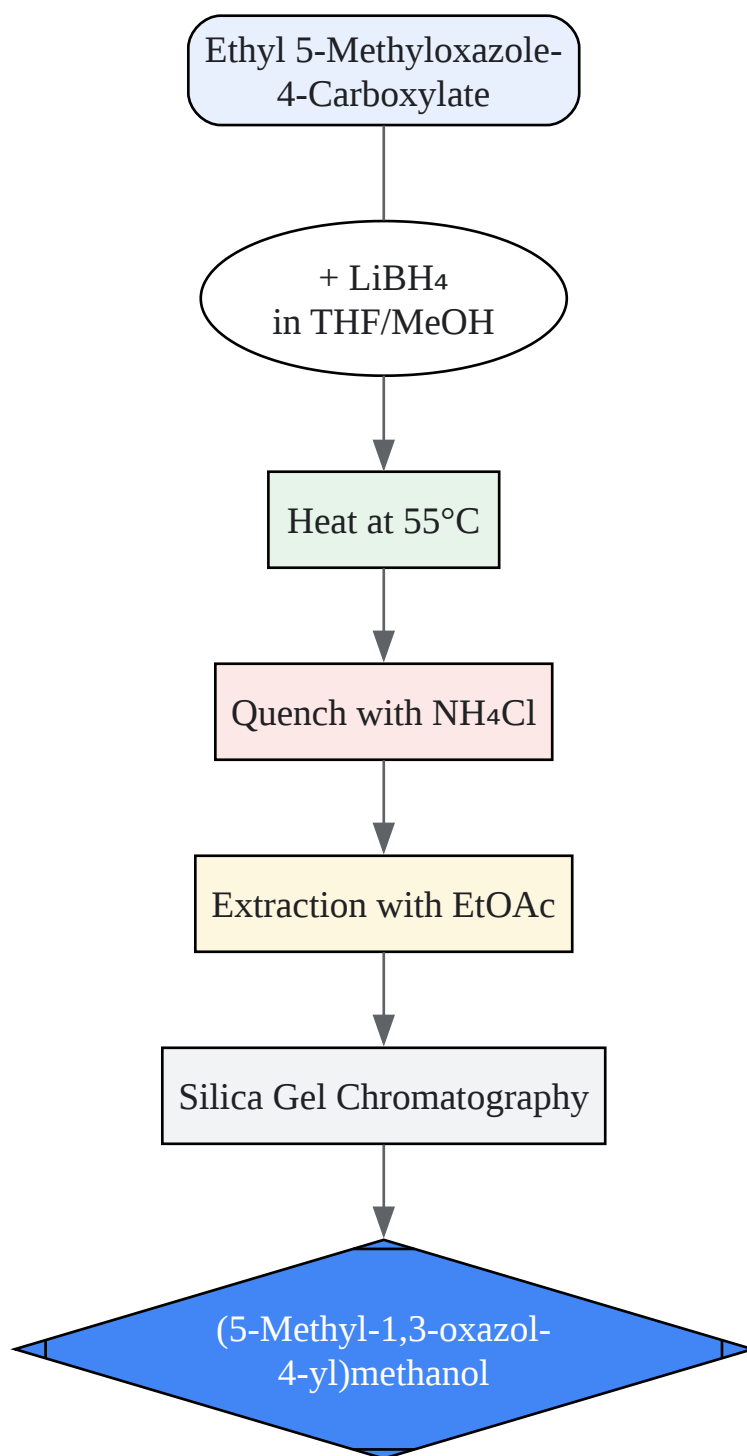 Ethyl 5-Methyloxazole-
4-Carboxylate
+ LiBH₄
in THF/MeOH
Heat at 55°C
Quench with NH₄Cl
Extraction with EtOAc
Silica Gel Chromatography
(5-Methyl-1,3-oxazol-
4-yl)methanol